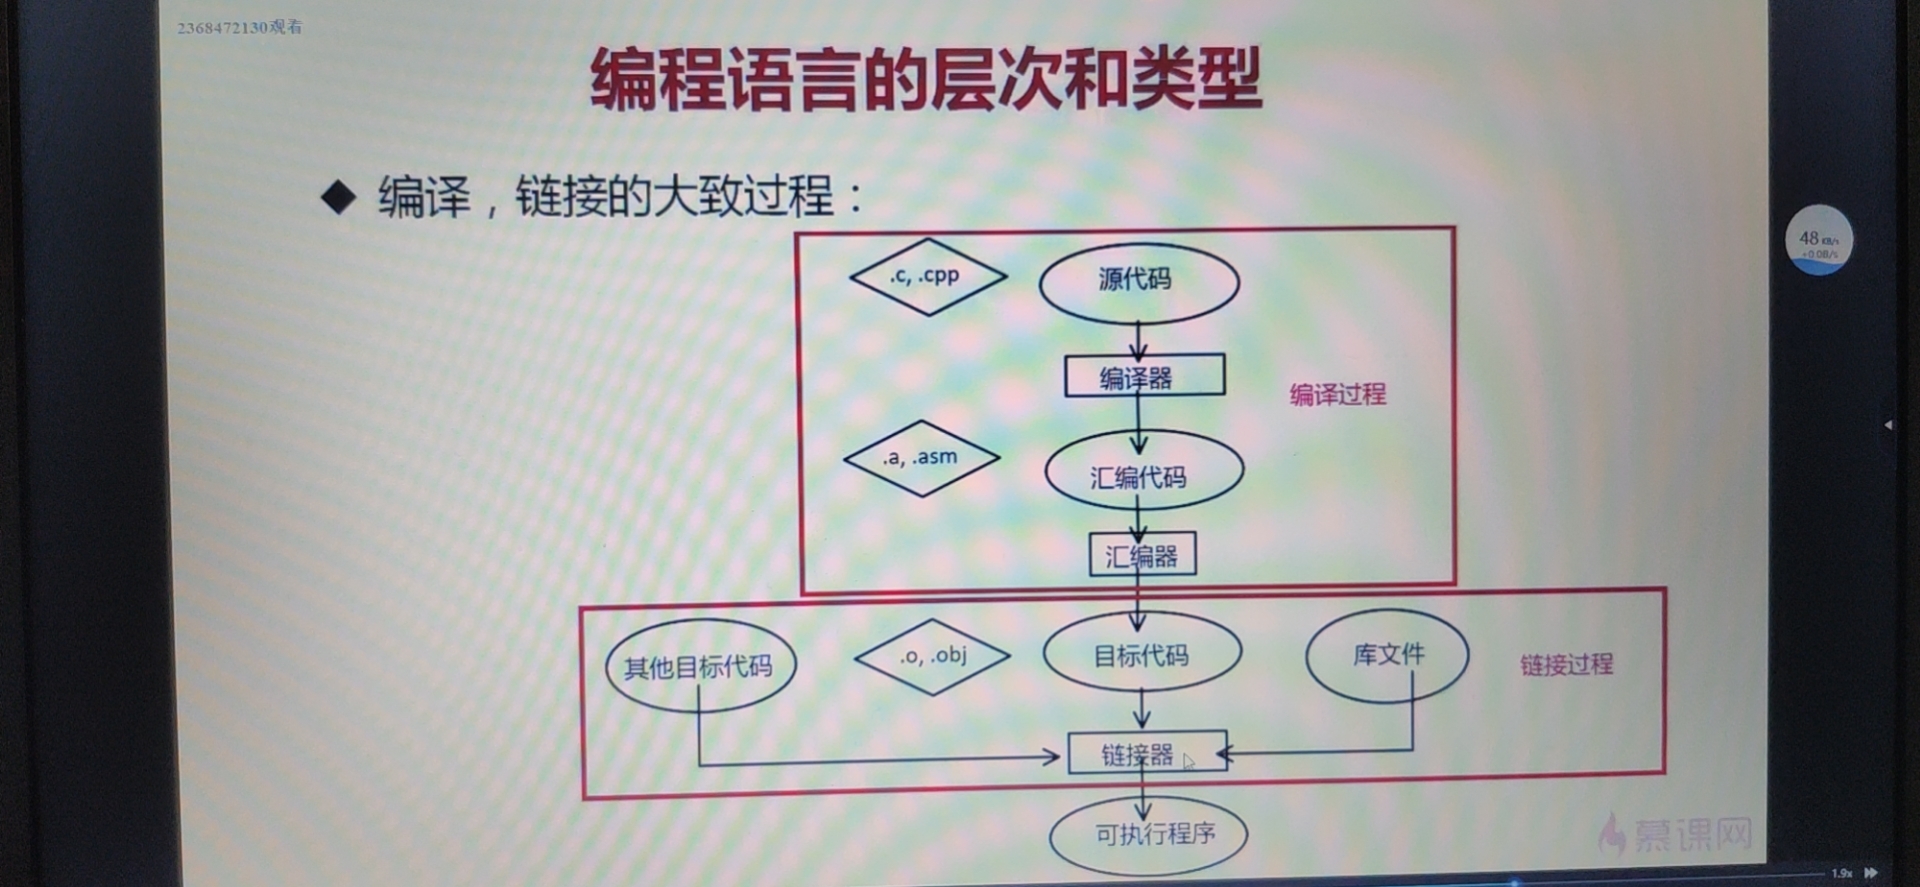 2368472130观看
编程语言的层次和类型
◆ 编译，链接的大致过程：
.c, .cpp
源代码
编译器
编译过程
.a, .asm
汇编代码
汇编器
其他目标代码
.o, .obj
目标代码
库文件
链接过程
链接器
可执行程序
慕课网
48 KB/s
+0.0B/s
1.9x